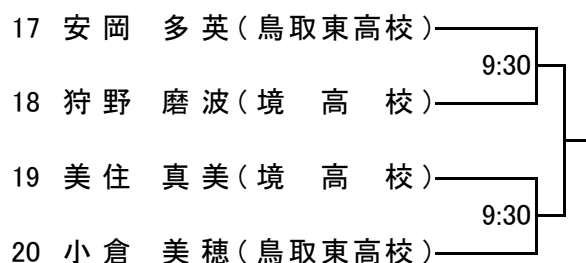 17 安岡 多英(鳥取東高校)
9:30
18 狩野 磨波(境 高 校)
19 美住 真美(境 高 校)
9:30
20 小倉 美穂(鳥取東高校)